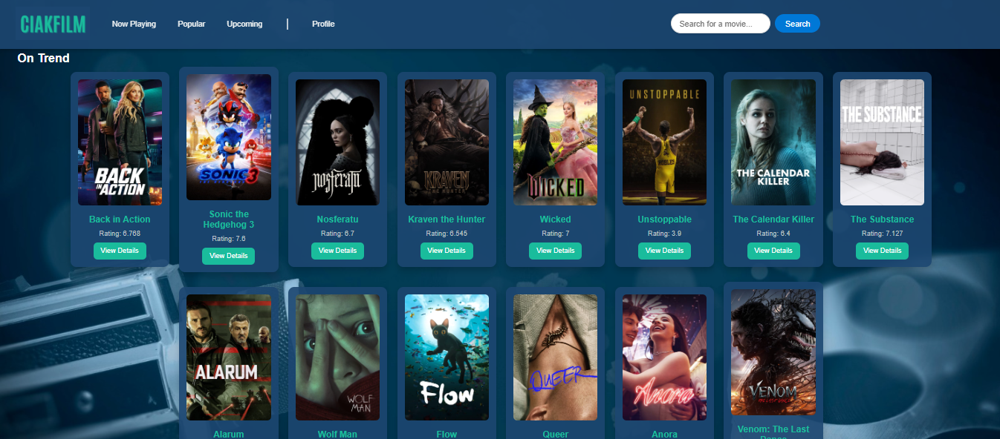 CIAKFILM
Now Playing
Popular
Upcoming
|
Profile
Search for a movie...
Search
On Trend
BACK
IN ACTION
SONIC 3
nosferatu
KRAVEN
THE HUNTER
WICKED
UNSTOPPABLE
THE CALENDAR
KILLER
THE SUBSTANCE
Back in Action
Rating: 6.768
View Details
Sonic the
Hedgehog 3
Rating: 7.6
View Details
Nosferatu
Rating: 6.7
View Details
Kraven the Hunter
Rating: 6.545
View Details
Wicked
Rating: 7
View Details
Unstoppable
Rating: 3.9
View Details
The Calendar Killer
Rating: 6.4
View Details
The Substance
Rating: 7.127
View Details
ALARUM
WOLF
MAN
Flow
QUEER
Anora
VENOM
Alarum
Wolf Man
Flow
Queer
Anora
Venom: The Last
Dance